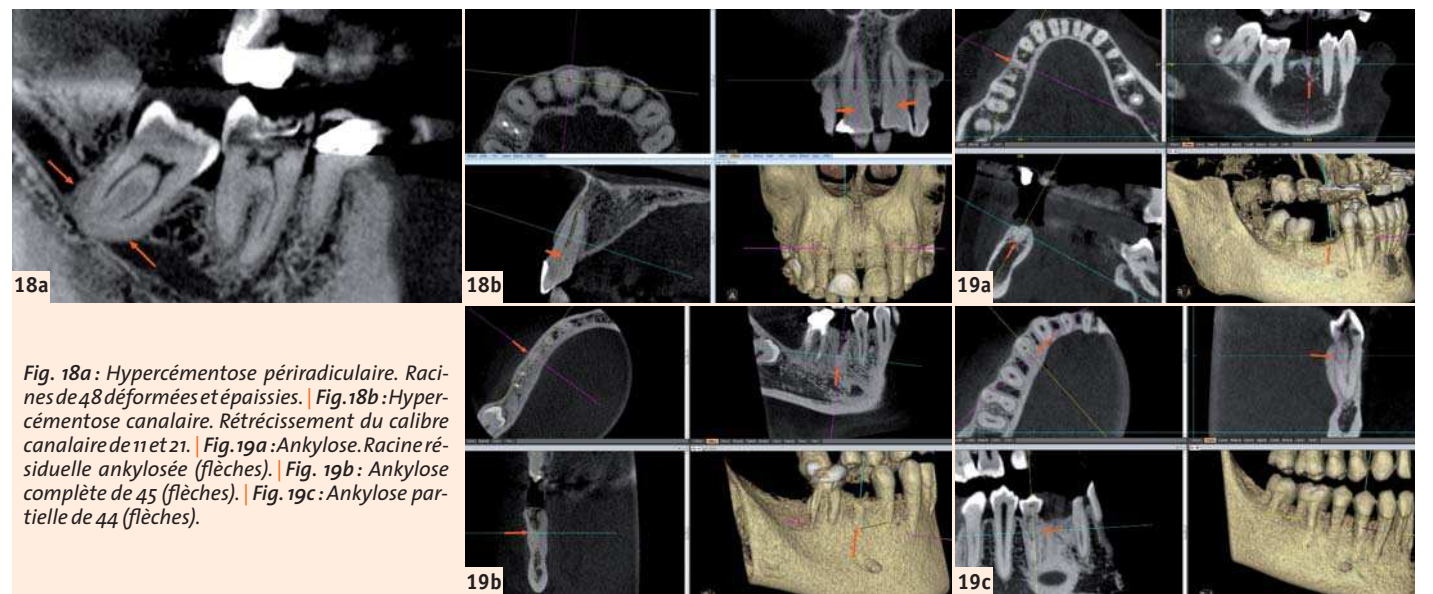 18a
18b
19a
Fig. 18a : Hypercémentose périradiculaire. Raci-
nes de 48 déformées et épaissies. | Fig. 18b : Hyper-
cémentose canalaire. Rétrécissement du calibre
canalaire de 11 et 21. | Fig. 19a : Ankylose. Racine ré-
siduelle ankylosée (flèches). | Fig. 19b : Ankylose
complète de 45 (flèches). | Fig. 19c : Ankylose par-
tielle de 44 (flèches).
19b
19c